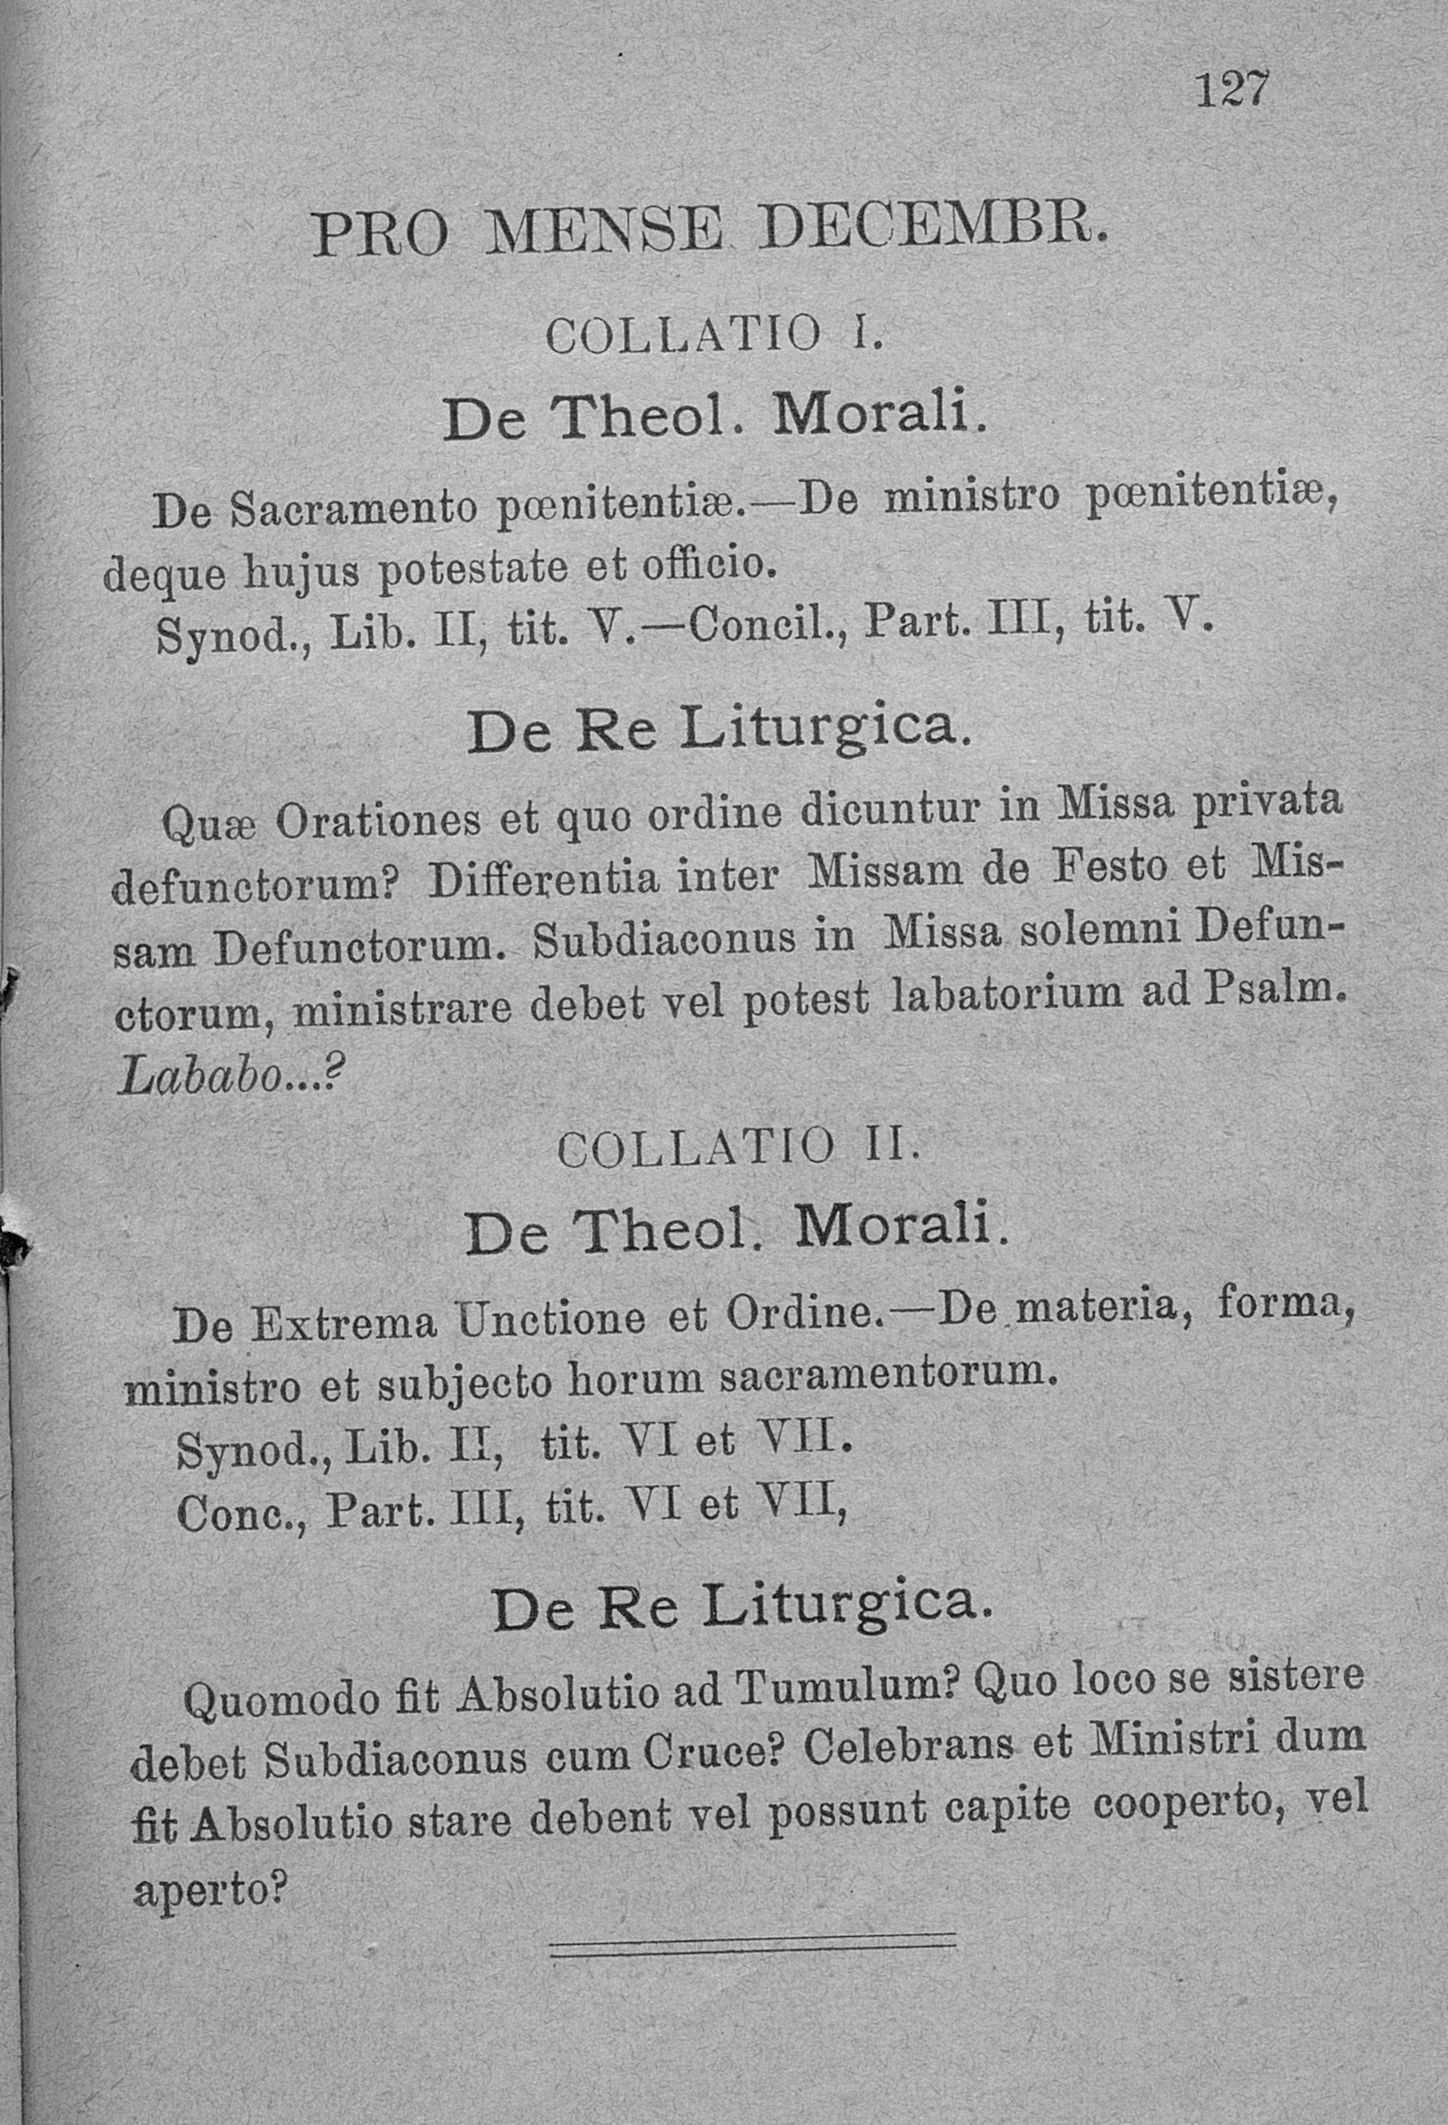 127
PRO MENSE DECEMBR.
COLLATIO I.
De Theol. Morali.
De Sacramento pœnitentiæ.—De ministro pœnitentiæ,
deque hujus potestate et officio.
Synod., Lib. II, tit. V.—Concil., Part. III, tit. V.
De Re Liturgica.
Quæ Orationes et quo ordine dicuntur in Missa privata
defunctorum? Differentia inter Missam de Festo et Mis-
sam Defunctorum. Subdiaconus in Missa solemni Defun-
ctorum, ministrare debet vel potest labatorium ad Psalm.
Lababo...?
COLLATIO II.
De Theol. Morali.
De Extrema Unctione et Ordine.—De materia, forma,
ministro et subjecto horum sacramentorum.
Synod., Lib. II, tit. VI et VII.
Conc., Part. III, tit. VI et VII,
De Re Liturgica.
Quomodo fit Absolutio ad Tumulum? Quo loco se sistere
debet Subdiaconus cum Cruce? Celebrans et Ministri dum
fit Absolutio stare debent vel possunt capite cooperto, vel
aperto?